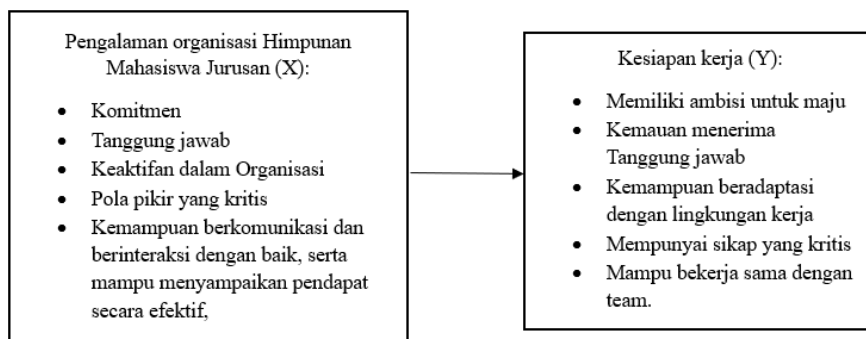 Pengalaman organisasi Himpunan
Mahasiswa Jurusan (X):
• Komitmen
• Tanggung jawab
• Keaktifan dalam Organisasi
• Pola pikir yang kritis
• Kemampuan berkomunikasi dan
berinteraksi dengan baik, serta
mampu menyampaikan pendapat
secara efektif,
Kesiapan kerja (Y):
• Memiliki ambisi untuk maju
• Kemauan menerima
Tanggung jawab
• Kemampuan beradaptasi
dengan lingkungan kerja
• Mempunyai sikap yang kritis
• Mampu bekerja sama dengan
team.